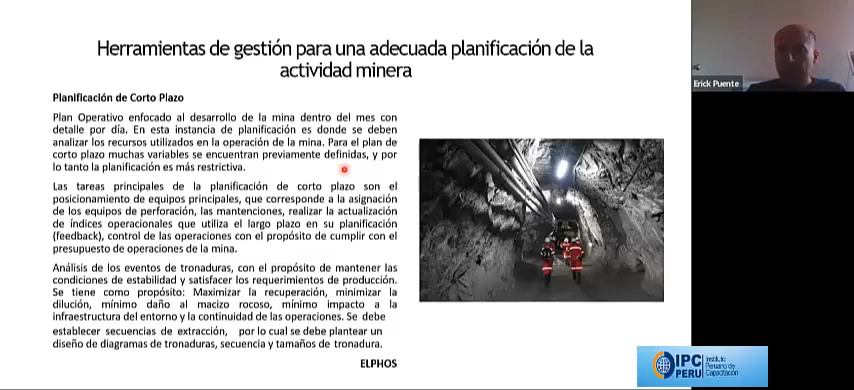 Herramientas de gestión para una adecuada planificación de la
actividad minera
Planificación de Corto Plazo
Plan Operativo enfocado al desarrollo de la mina dentro del mes con
detalle por día. En esta instancia de planificación es donde se deben
analizar los recursos utilizados en la operación de la mina. Para el plan de
corto plazo muchas variables se encuentran previamente definidas, y por
lo tanto la planificación es más restrictiva.
Las tareas principales de la planificación de corto plazo son el
posicionamiento de equipos principales, que corresponde a la asignación
de los equipos de perforación, las mantenciones, realizar la actualización
de índices operacionales que utiliza el largo plazo en su planificación
(feedback), control de las operaciones con el propósito de cumplir con el
presupuesto de operaciones de la mina.
Análisis de los eventos de tronaduras, con el propósito de mantener las
condiciones de estabilidad y satisfacer los requerimientos de producción.
Se tiene como propósito: Maximizar la recuperación, minimizar la
dilución, mínimo daño al macizo rocoso, mínimo impacto a la
infraestructura del entorno y la continuidad de las operaciones. Se debe
establecer secuencias de extracción, por lo cual se debe plantear un
diseño de diagramas de tronaduras, secuencia y tamaños de tronadura.
ELPHOS
Erick Puente
IPC
PERU
Instituto
Peruano de
Capacitación